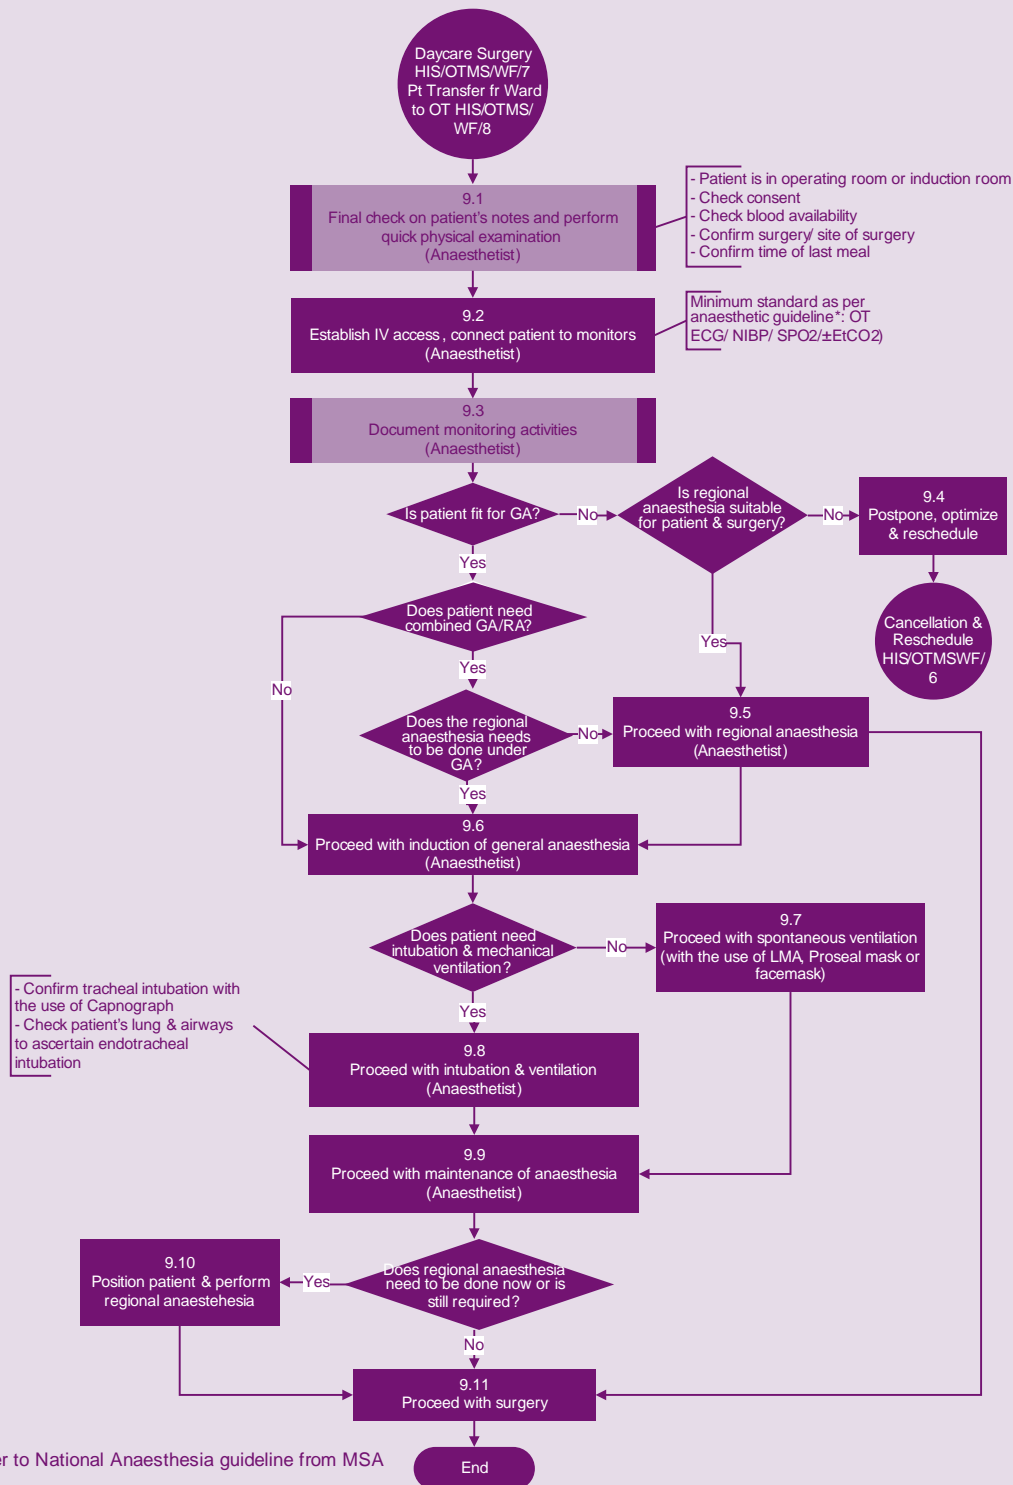 Daycare Surgery
HIS/OTMS/WF/7
Pt Transfer fr Ward
to OT HIS/OTMS/
WF/8
9.1
Final check on patient's notes and perform
quick physical examination
(Anaesthetist)
- Patient is in operating room or induction room
- Check consent
- Check blood availability
- Confirm surgery/ site of surgery
- Confirm time of last meal
9.2
Establish IV access, connect patient to monitors
(Anaesthetist)
Minimum standard as per
anaesthetic guideline*: OT
ECG/ NIBP/ SPO2/±EtCO2)
9.3
Document monitoring activities
(Anaesthetist)
Is patient fit for GA?
No
Is regional
anaesthesia suitable
for patient & surgery?
No
9.4
Postpone, optimize
& reschedule
Yes
Does patient need
combined GA/RA?
Cancellation &
Reschedule
HIS/OTMSWF/
6
Yes
Yes
No
Does the regional
anaesthesia needs
to be done under
GA?
No
9.5
Proceed with regional anaesthesia
(Anaesthetist)
Yes
9.6
Proceed with induction of general anaesthesia
(Anaesthetist)
Does patient need
intubation & mechanical
ventilation?
No
9.7
Proceed with spontaneous ventilation
(with the use of LMA, Proseal mask or
facemask)
- Confirm tracheal intubation with
the use of Capnograph
- Check patient's lung & airways
to ascertain endotracheal
intubation
Yes
9.8
Proceed with intubation & ventilation
(Anaesthetist)
9.9
Proceed with maintenance of anaesthesia
(Anaesthetist)
Does regional anaesthesia
need to be done now or is
still required?
Yes
9.10
Position patient & perform
regional anaestehesia
No
9.11
Proceed with surgery
to National Anaesthesia guideline from MSA
End